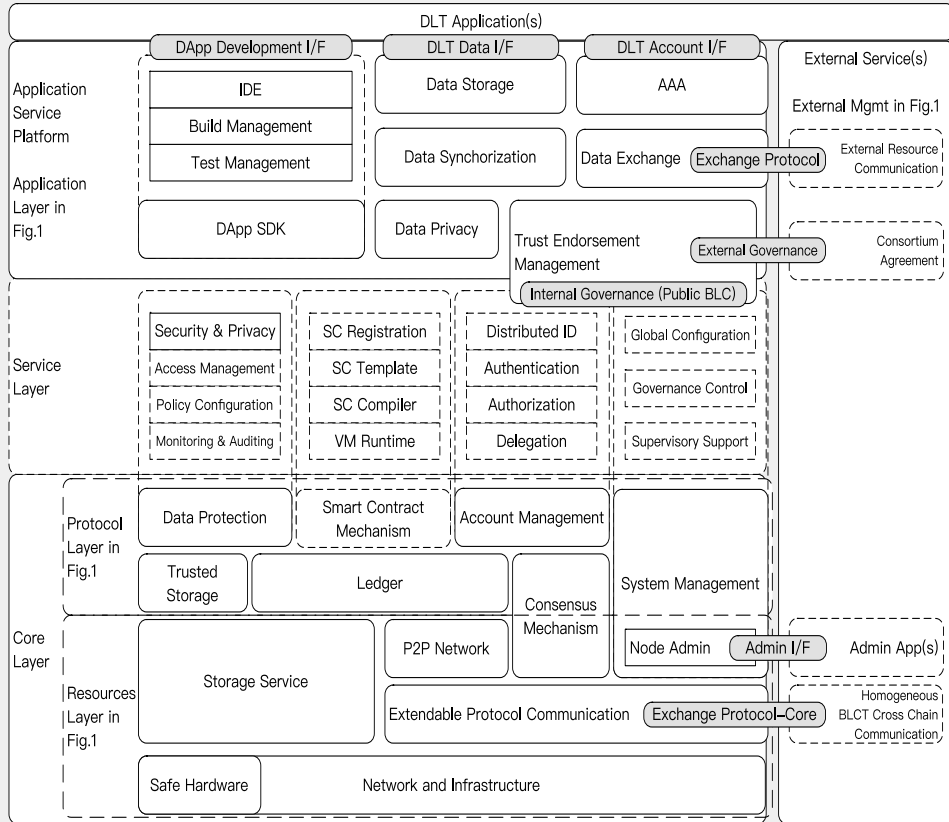 DLT Application(s)
DApp Development I/F
DLT Data I/F
DLT Account I/F
Application
Service
Platform
Application
Layer in
Fig.1
IDE
Build Management
Test Management
DApp SDK
Data Storage
Data Synchorization
Data Privacy
AAA
Data Exchange
Exchange Protocol
Trust Endorsement
Management
External Governance
Internal Governance (Public BLC)
External Service(s)
External Mgmt in Fig.1
External Resource
Communication
Consortium
Agreement
Service
Layer
Security & Privacy
Access Management
Policy Configuration
Monitoring & Auditing
SC Registration
SC Template
SC Compiler
VM Runtime
Distributed ID
Authentication
Authorization
Delegation
Global Configuration
Governance Control
Supervisory Support
Core
Layer
Protocol
Layer in
Fig.1
Data Protection
Smart Contract
Mechanism
Account Management
Trusted
Storage
Ledger
Consensus
Mechanism
System Management
Resources
Layer in
Fig.1
Storage Service
P2P Network
Node Admin
Admin I/F
Admin App(s)
Extendable Protocol Communication
Exchange Protocol-Core
Homogeneous
BLCT Cross Chain
Communication
Safe Hardware
Network and Infrastructure